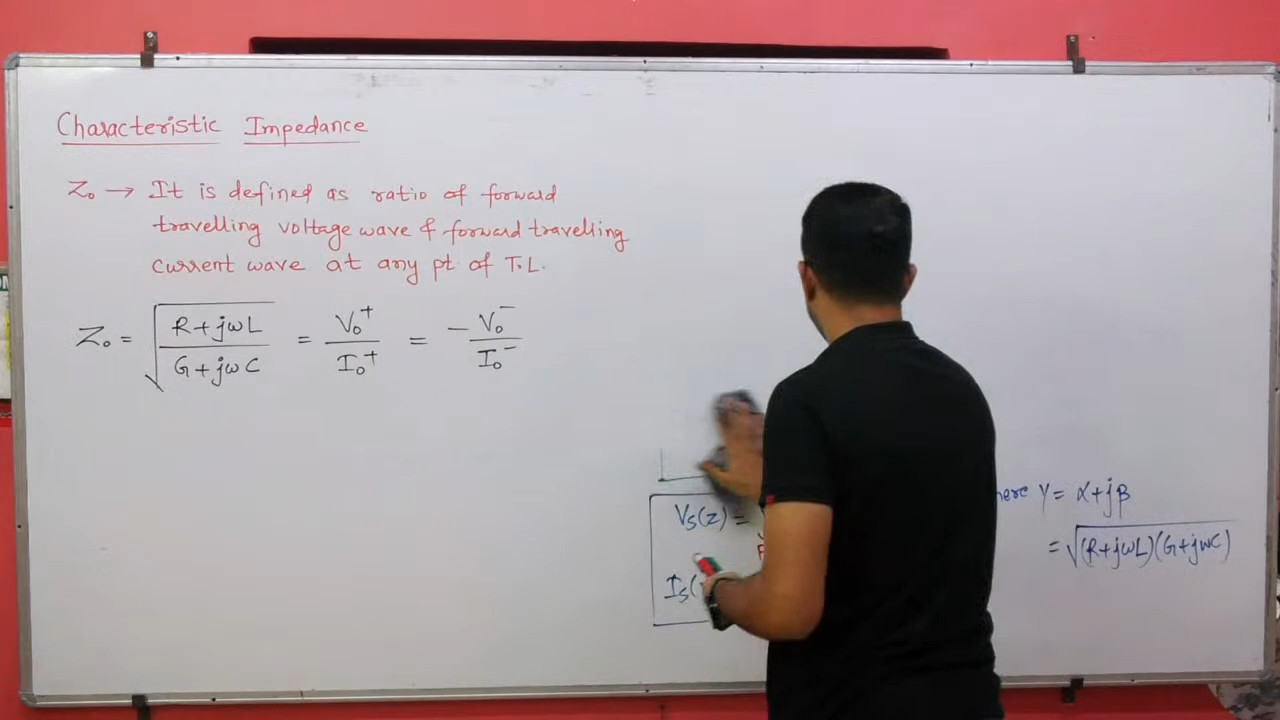 Characteristic Impedance
Z₀ → It is defined as ratio of forward
travelling voltage wave & forward travelling
current wave at any pt of T.L.
Z₀ = √((R+jωL)/(G+jωC)) = V₀⁺/I₀⁺ = −V₀⁻/I₀⁻
Vs(z) =
Is(
γ = α+jβ
= √((R+jωL)(G+jωC))